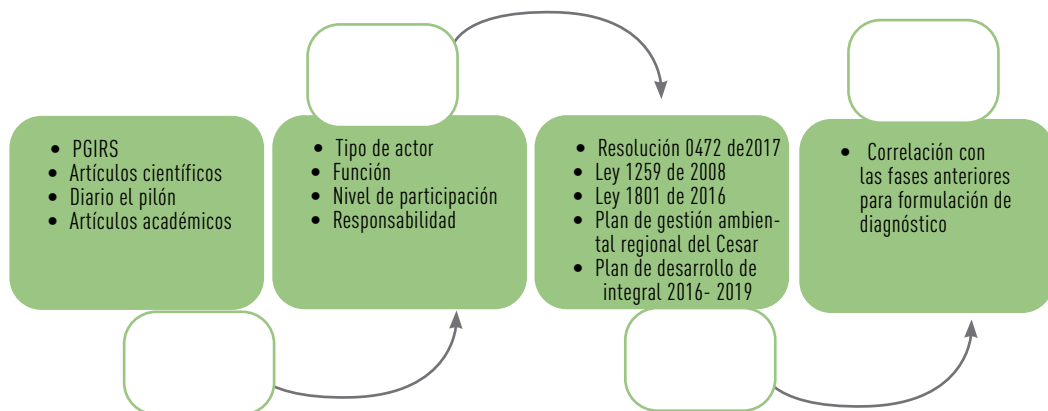 • PGIRS
• Artículos científicos
• Diario el pilón
• Artículos académicos
• Tipo de actor
• Función
• Nivel de participación
• Responsabilidad
• Resolución 0472 de2017
• Ley 1259 de 2008
• Ley 1801 de 2016
• Plan de gestión ambien-
tal regional del Cesar
• Plan de desarrollo de
integral 2016- 2019
• Correlación con
las fases anteriores
para formulación de
diagnóstico